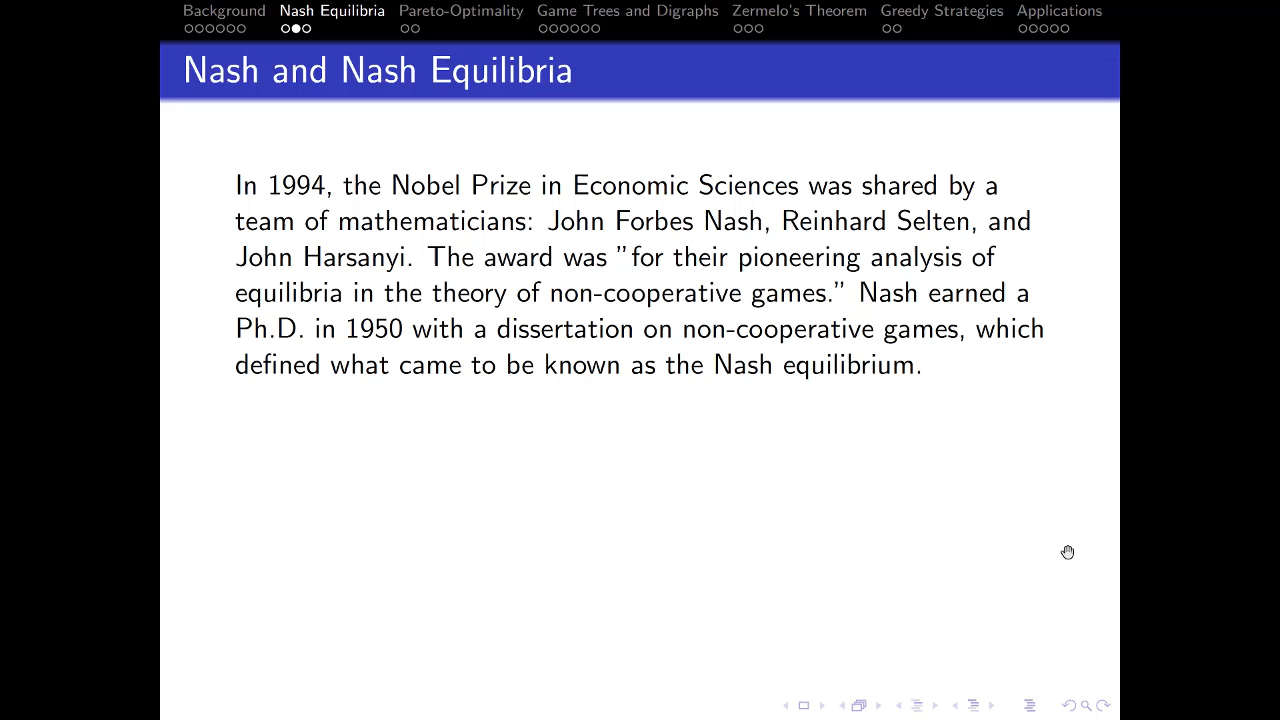 Background Nash Equilibria Pareto-Optimality Game Trees and Digraphs Zermelo's Theorem Greedy Strategies Applications
Nash and Nash Equilibria
In 1994, the Nobel Prize in Economic Sciences was shared by a
team of mathematicians: John Forbes Nash, Reinhard Selten, and
John Harsanyi. The award was ”for their pioneering analysis of
equilibria in the theory of non-cooperative games.” Nash earned a
Ph.D. in 1950 with a dissertation on non-cooperative games, which
defined what came to be known as the Nash equilibrium.